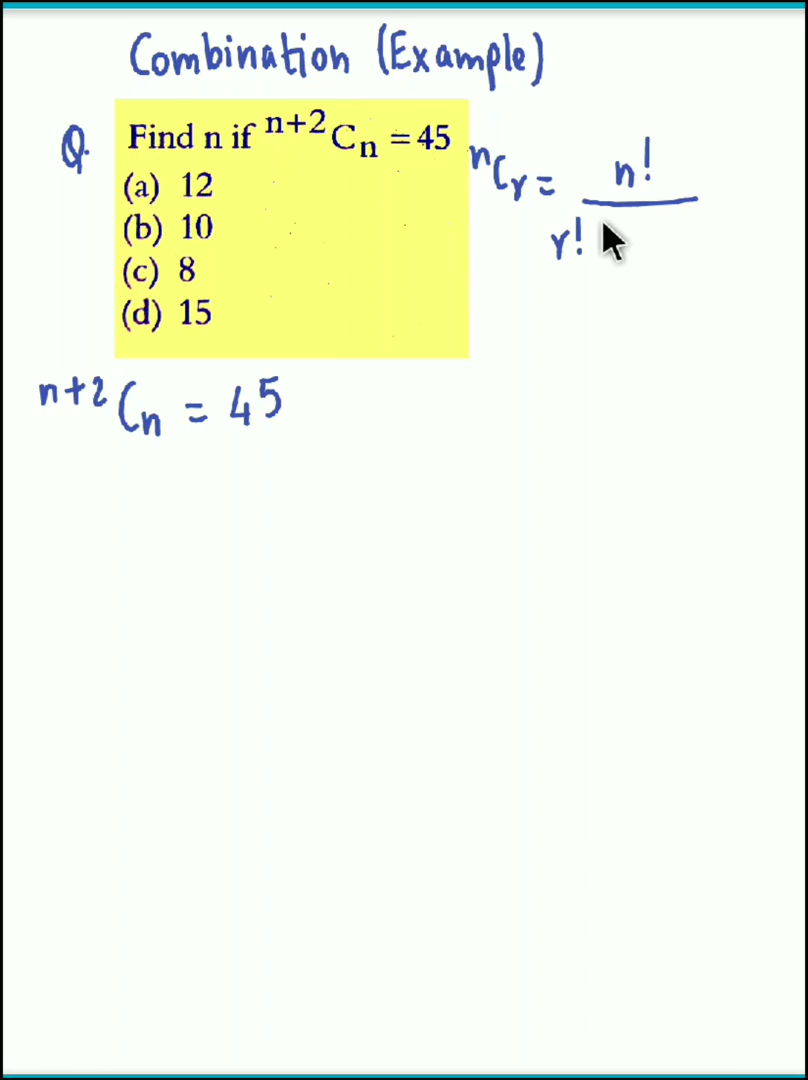 Combination (Example)
Q. Find n if ⁿ⁺²Cₙ = 45
(a) 12
(b) 10
(c) 8
(d) 15
ⁿCᵣ = n!
r!
ⁿ⁺²Cₙ = 45